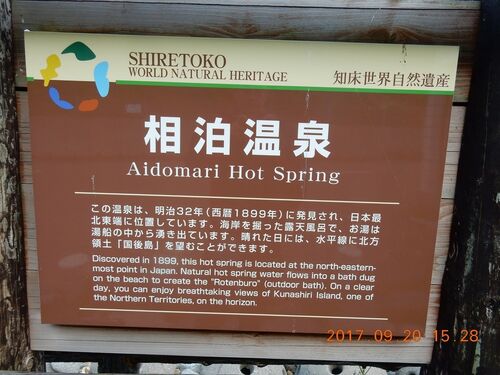 SHIRETOKO
WORLD NATURAL HERITAGE
知床世界自然遺産
相泊温泉
Aidomari Hot Spring
この温泉は、明治32年(西暦1899年)に発見され、日本最
北東端に位置しています。海岸を掘った露天風呂で、お湯は
湯船の中から湧き出ています。晴れた日には、水平線に北方
領土「国後島」を望むことができます。
Discovered in 1899, this hot spring is located at the north-eastern-
most point in Japan. Natural hot spring water flows into a bath dug
on the beach to create the "Rotenburo" (outdoor bath). On a clear
day, you can enjoy breathtaking views of Kunashiri Island, one of
the Northern Territories, on the horizon.
2017.09.20 15:28